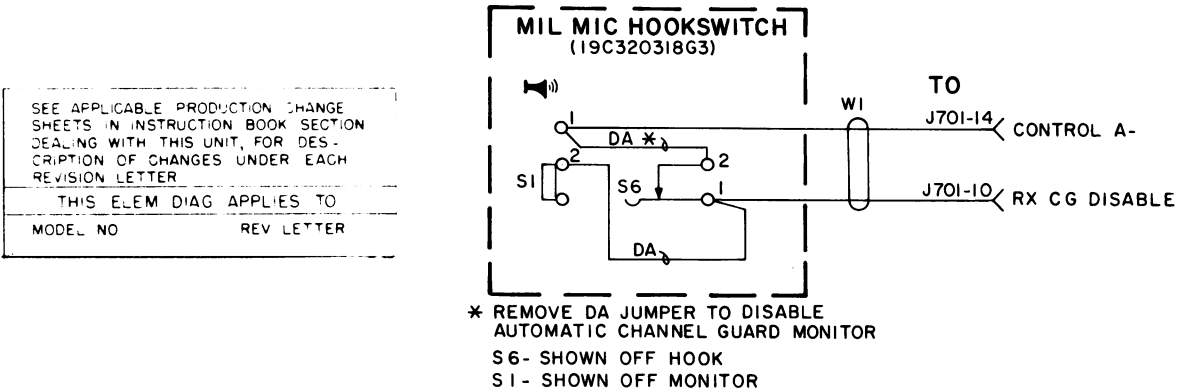 SEE APPLICABLE PRODUCTION CHANGE
SHEETS IN INSTRUCTION BOOK SECTION
DEALING WITH THIS UNIT, FOR DES-
CRIPTION OF CHANGES UNDER EACH
REVISION LETTER
THIS ELEM DIAG APPLIES TO
MODEL NO REV LETTER
MIL MIC HOOKSWITCH
(19C320318G3)
1
DA *
2
2
S1
S6
1
DA
W1
TO
J701-14
CONTROL A-
J701-10
RX CG DISABLE
* REMOVE DA JUMPER TO DISABLE
AUTOMATIC CHANNEL GUARD MONITOR
S6- SHOWN OFF HOOK
S1- SHOWN OFF MONITOR